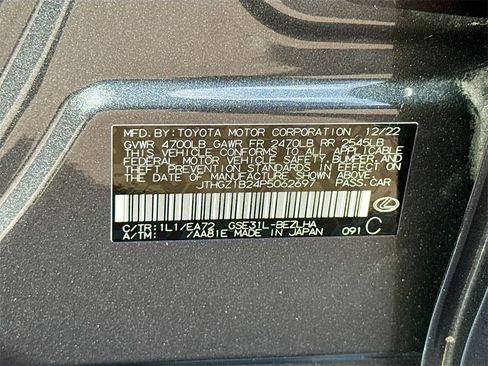 MFD. BY: TOYOTA MOTOR CORPORATION 12/22
GVWR 4700LB GAWR FR 2470LB RR 2545LB
THIS VEHICLE CONFORMS TO ALL APPLICABLE
FEDERAL MOTOR VEHICLE SAFETY, BUMPER, AND
THEFT PREVENTION STANDARDS IN EFFECT ON
THE DATE OF MANUFACTURE SHOWN ABOVE.
JTHGZ1B24P5062697 PASS.CAR
C/TR: 1L1/EA72 GSE31L-BEZLHA
A/TM: -/AA81E MADE IN JAPAN 091 C